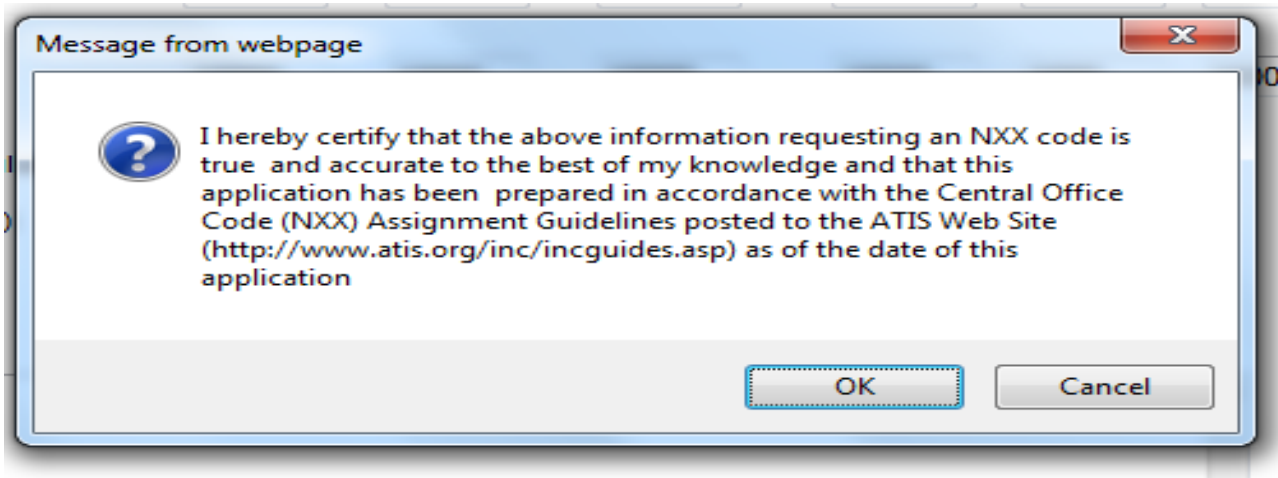 Message from webpage
I hereby certify that the above information requesting an NXX code is
true  and accurate to the best of my knowledge and that this
application has been  prepared in accordance with the Central Office
Code (NXX) Assignment Guidelines posted to the ATIS Web Site
(http://www.atis.org/inc/incguides.asp) as of the date of this
application
OK
Cancel